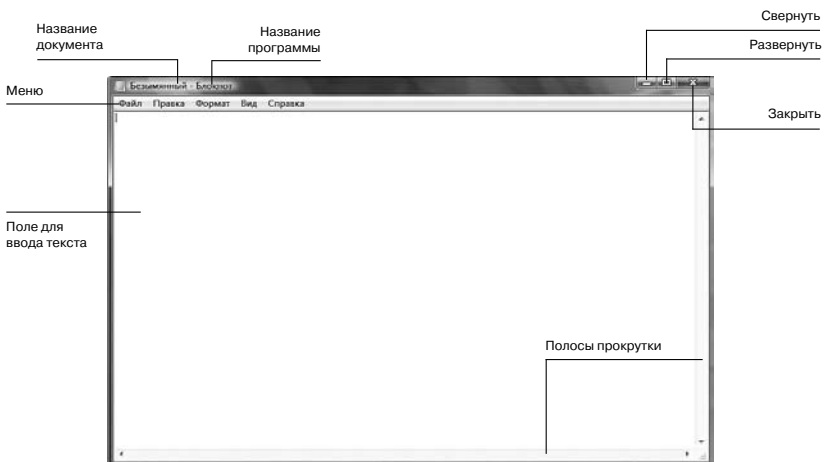 Название
документа
Название
программы
Свернуть
Развернуть
Меню
Безымянный - Блокнот
Файл Правка Формат Вид Справка
Закрыть
Поле для
ввода текста
Полосы прокрутки